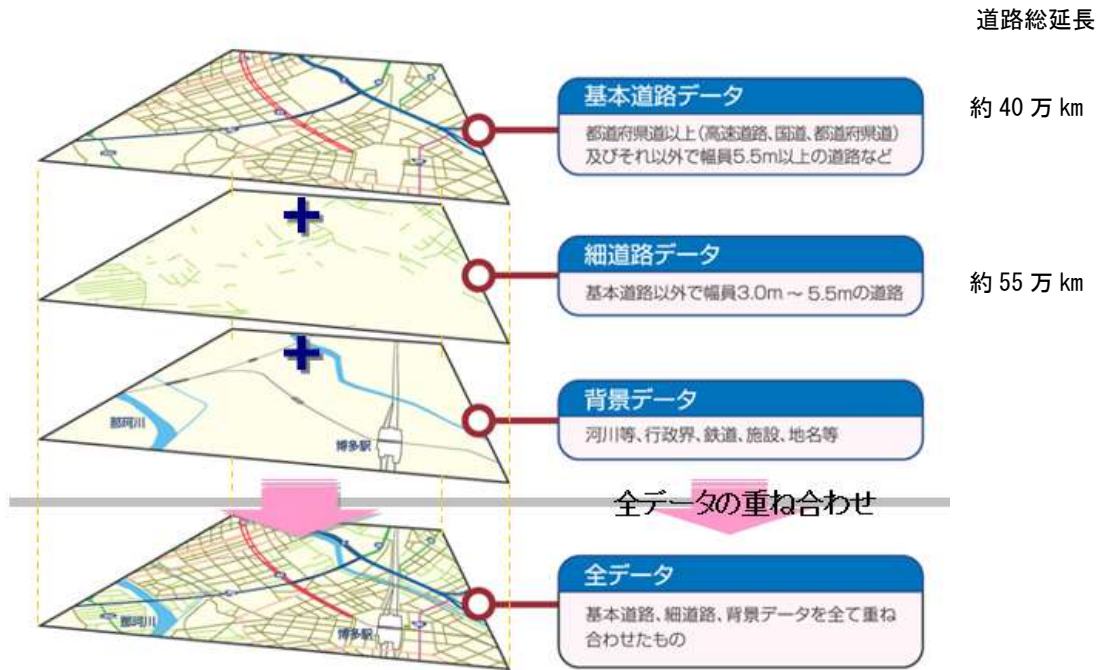 道路総延長
基本道路データ
都道府県道以上(高速道路、国道、都道府県道)
及びそれ以外で幅員5.5m以上の道路など
約 40 万 km
細道路データ
基本道路以外で幅員3.0m ～ 5.5mの道路
約 55 万 km
背景データ
河川等、行政界、鉄道、施設、地名等
那珂川
博多駅
全データの重ね合わせ
全データ
基本道路、細道路、背景データを全て重ね
合わせたもの
那珂川
博多駅